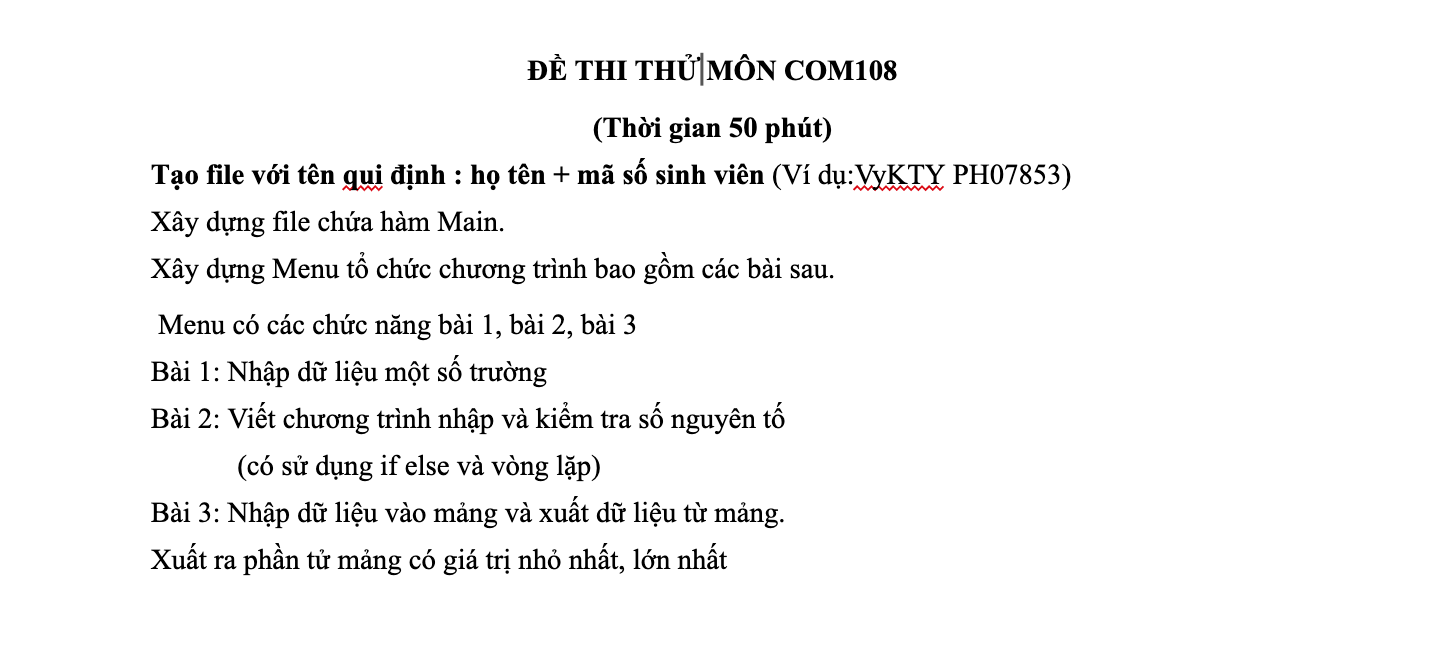 ĐỀ THI THỬ MÔN COM108
(Thời gian 50 phút)
Tạo file với tên qui định : họ tên + mã số sinh viên (Ví dụ:VyKTY PH07853)
Xây dựng file chứa hàm Main.
Xây dựng Menu tổ chức chương trình bao gồm các bài sau.
Menu có các chức năng bài 1, bài 2, bài 3
Bài 1: Nhập dữ liệu một số trường
Bài 2: Viết chương trình nhập và kiểm tra số nguyên tố
(có sử dụng if else và vòng lặp)
Bài 3: Nhập dữ liệu vào mảng và xuất dữ liệu từ mảng.
Xuất ra phần tử mảng có giá trị nhỏ nhất, lớn nhất